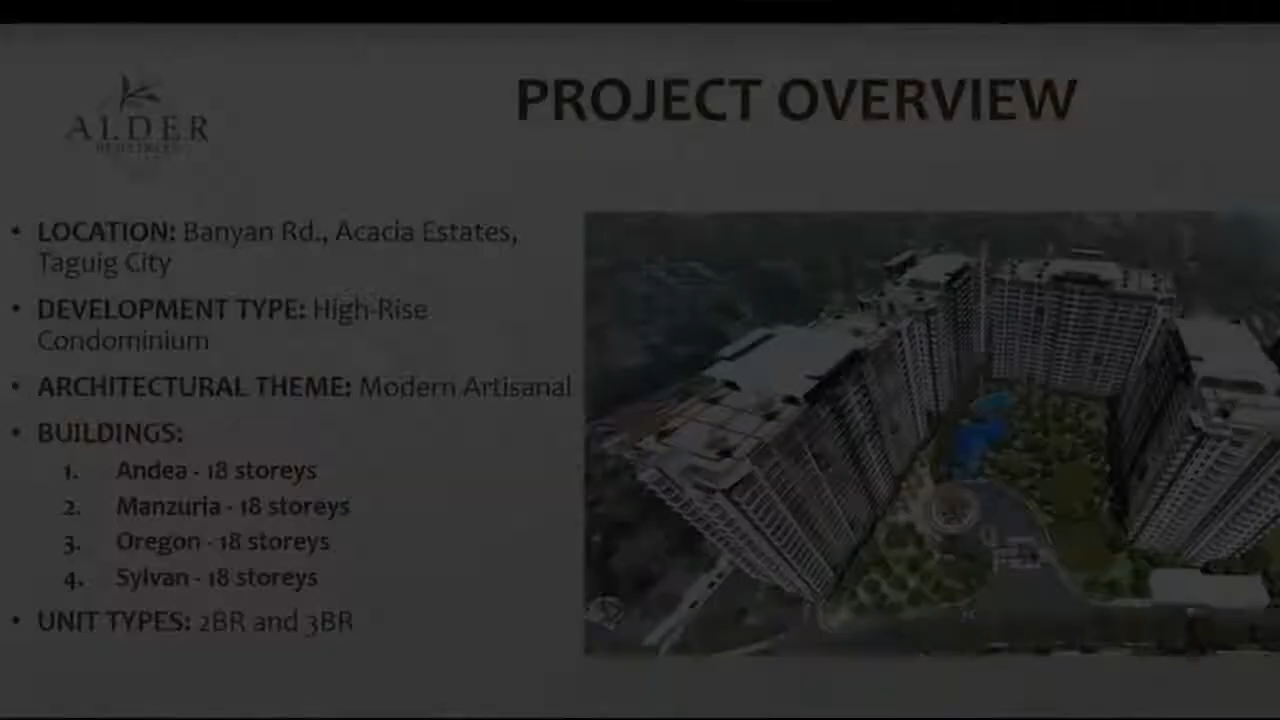 ALDER
RESIDENCES
PROJECT OVERVIEW
• LOCATION: Banyan Rd., Acacia Estates,
Taguig City
• DEVELOPMENT TYPE: High-Rise
Condominium
• ARCHITECTURAL THEME: Modern Artisanal
• BUILDINGS:
1. Andea - 18 storeys
2. Manzuria - 18 storeys
3. Oregon - 18 storeys
4. Sylvan - 18 storeys
• UNIT TYPES: 2BR and 3BR